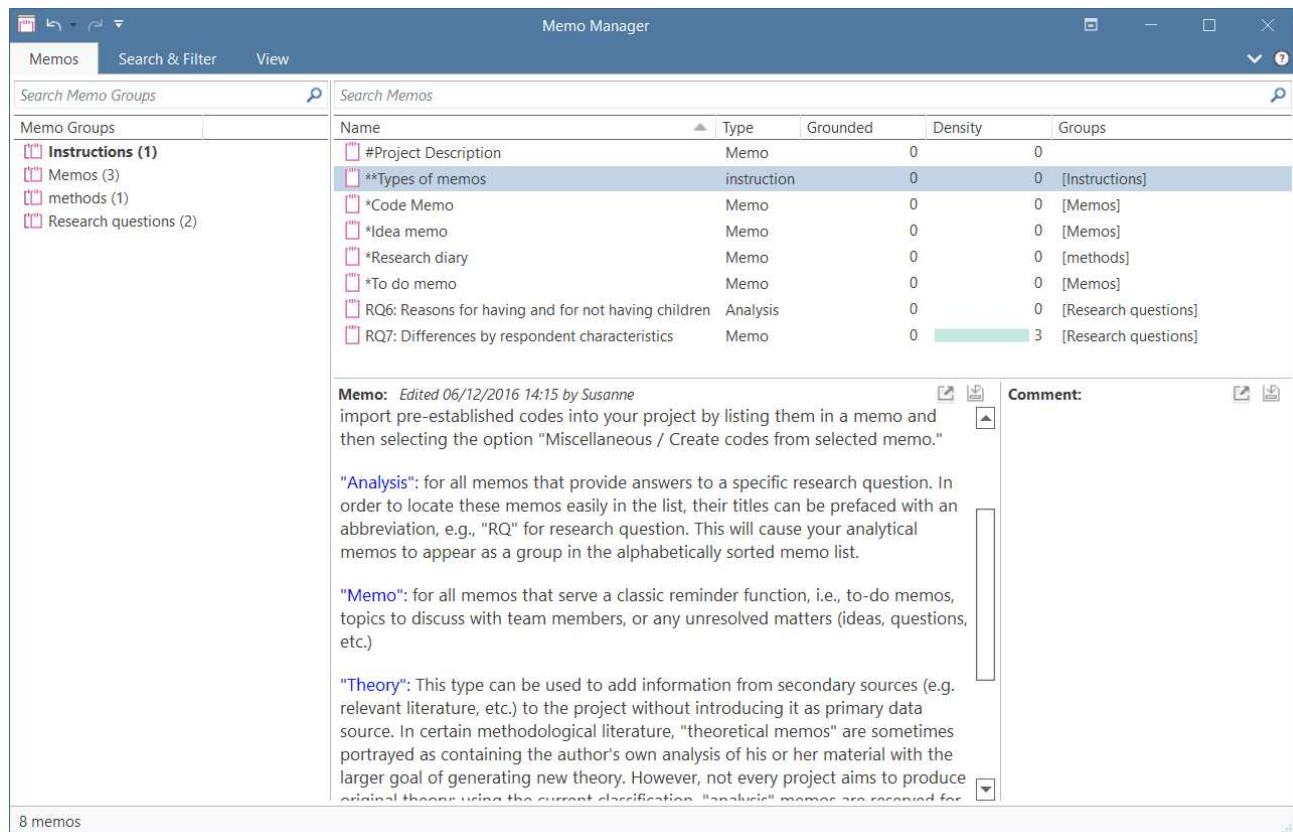 Memo Manager
Memos Search & Filter View
Search Memo Groups
Search Memos
Memo Groups
Instructions (1)
Memos (3)
methods (1)
Research questions (2)
Name Type Grounded Density Groups
#Project Description Memo 0 0
**Types of memos instruction 0 0 [Instructions]
*Code Memo Memo 0 0 [Memos]
*Idea memo Memo 0 0 [Memos]
*Research diary Memo 0 0 [methods]
*To do memo Memo 0 0 [Memos]
RQ6: Reasons for having and for not having children Analysis 0 0 [Research questions]
RQ7: Differences by respondent characteristics Memo 0 3 [Research questions]
Memo: Edited 06/12/2016 14:15 by Susanne
import pre-established codes into your project by listing them in a memo and
then selecting the option "Miscellaneous / Create codes from selected memo."
"Analysis": for all memos that provide answers to a specific research question. In
order to locate these memos easily in the list, their titles can be prefaced with an
abbreviation, e.g., "RQ" for research question. This will cause your analytical
memos to appear as a group in the alphabetically sorted memo list.
"Memo": for all memos that serve a classic reminder function, i.e., to-do memos,
topics to discuss with team members, or any unresolved matters (ideas, questions,
etc.)
"Theory": This type can be used to add information from secondary sources (e.g.
relevant literature, etc.) to the project without introducing it as primary data
source. In certain methodological literature, "theoretical memos" are sometimes
portrayed as containing the author's own analysis of his or her material with the
larger goal of generating new theory. However, not every project aims to produce
original theory; using the current classification, "analysis" memos are reserved for
Comment:
8 memos